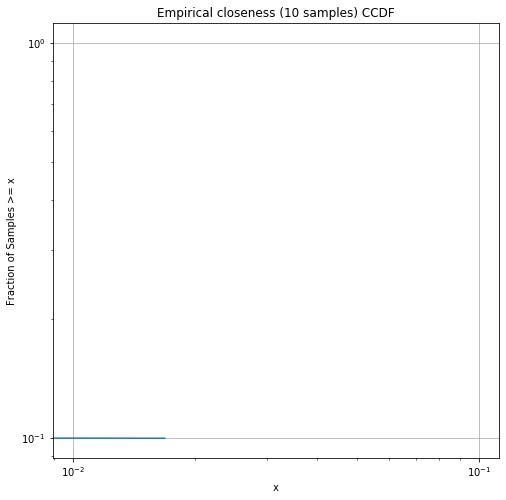 Empirical closeness (10 samples) CCDF
10⁰
Fraction of Samples >= x
10⁻¹
10⁻²
10⁻¹
x